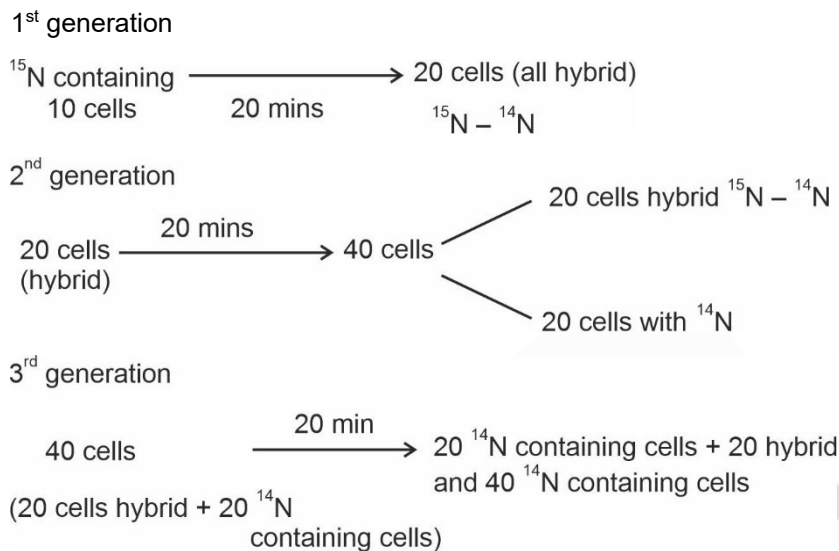 1st generation
15N containing
10 cells
20 mins
20 cells (all hybrid)
15N – 14N
2nd generation
20 cells
(hybrid)
20 mins
40 cells
20 cells hybrid 15N – 14N
20 cells with 14N
3rd generation
40 cells
20 min
20 14N containing cells + 20 hybrid
and 40 14N containing cells
(20 cells hybrid + 20 14N
containing cells)